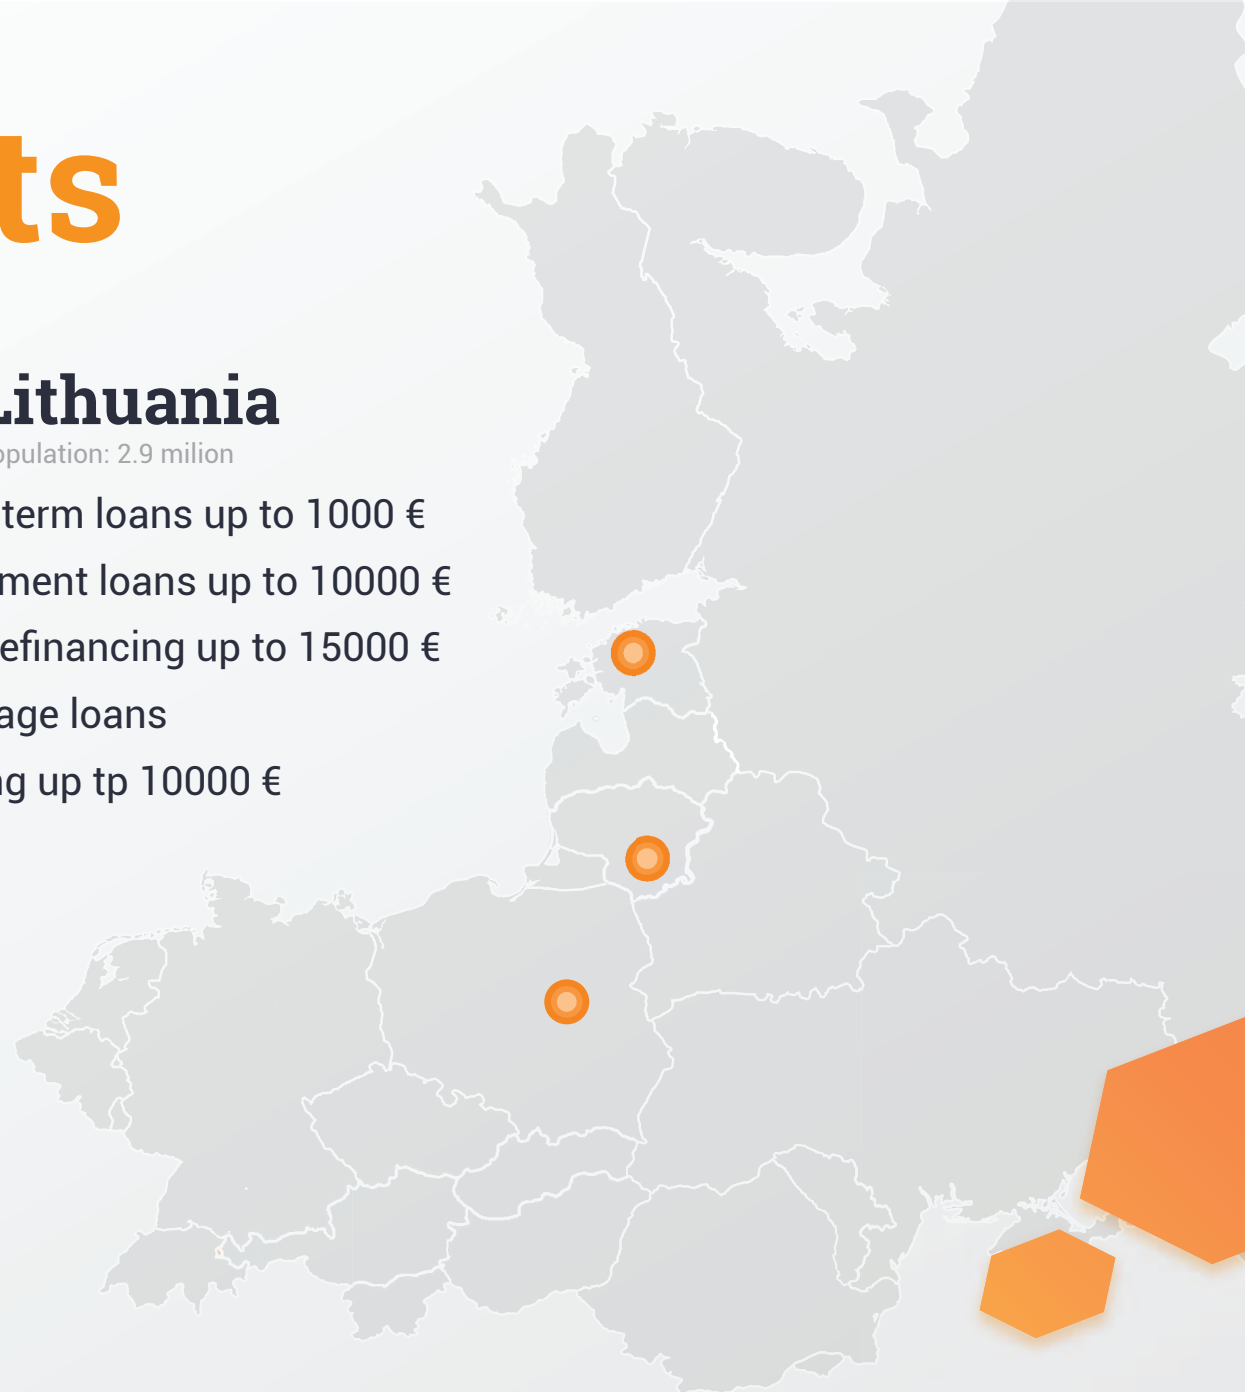 ts
Lithuania
opulation: 2.9 milion
term loans up to 1000 €
ment loans up to 10000 €
efinancing up to 15000 €
age loans
ng up tp 10000 €